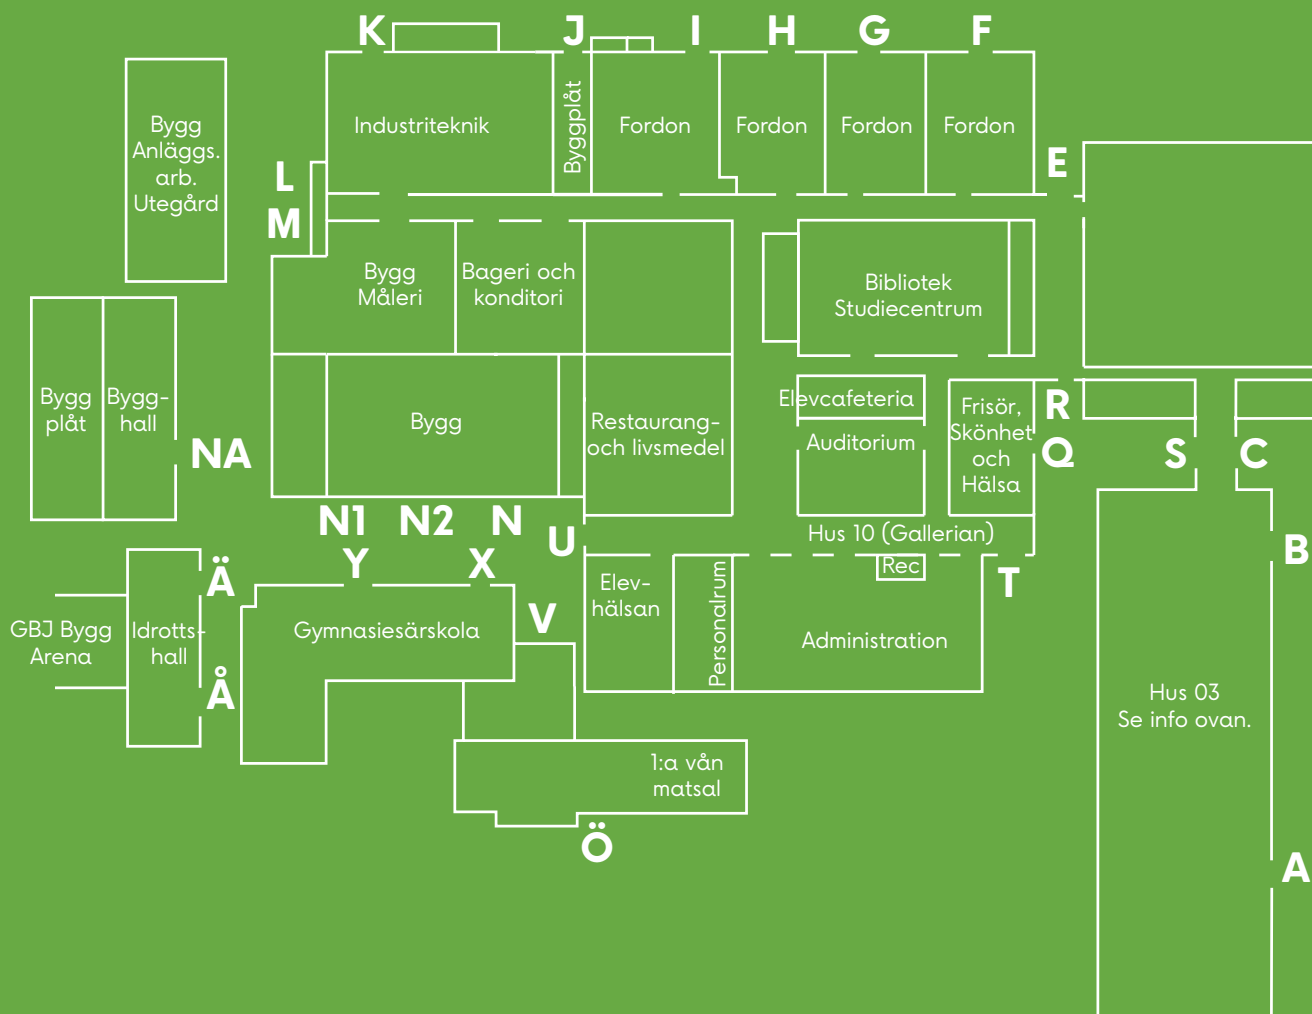 K
J
I
H
G
F
Bygg
Anläggs.
arb.
Utegård
Industriteknik
Byggplåt
Fordon
Fordon
Fordon
Fordon
E
L
M
Bygg
Måleri
Bageri och
konditori
Bibliotek
Studiecentrum
Bygg
plåt
Bygg-
hall
NA
Bygg
Restaurang-
och livsmedel
Elevcafeteria
Auditorium
Frisör,
Skönhet
och
Hälsa
R
Q
S
C
N1
N2
N
U
Y
X
Hus 10 (Gallerian)
Rec
T
B
Ä
GBJ Bygg
Arena
Idrotts-
hall
Å
Gymnasiesärskola
V
Elev-
hälsan
Personalrum
Administration
Hus 03
Se info ovan.
1:a vån
matsal
Ö
A